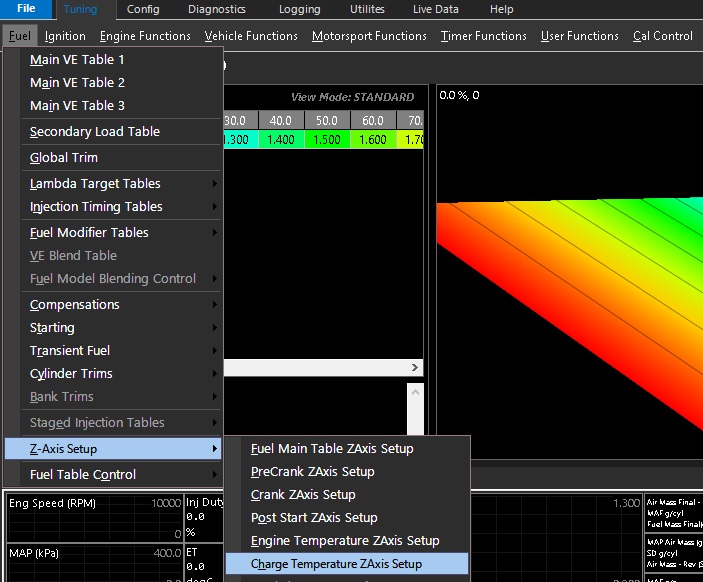 File Tuning Config Diagnostics Logging Utilites Live Data Help
Fuel Ignition Engine Functions Vehicle Functions Motorsport Functions Timer Functions User Functions Cal Control
Main VE Table 1
Main VE Table 2
Main VE Table 3
Secondary Load Table
Global Trim
Lambda Target Tables
Injection Timing Tables
Fuel Modifier Tables
VE Blend Table
Fuel Model Blending Control
Compensations
Starting
Transient Fuel
Cylinder Trims
Bank Trims
Staged Injection Tables
Z-Axis Setup
Fuel Table Control
View Mode: STANDARD
30.0 40.0 50.0 60.0 70.
1.300 1.400 1.500 1.600 1.70
0.0 %, 0
Fuel Main Table ZAxis Setup
PreCrank ZAxis Setup
Crank ZAxis Setup
Post Start ZAxis Setup
Engine Temperature ZAxis Setup
Charge Temperature ZAxis Setup
Engine Speed (RPM) 10000
0
MAP (kPa) 400.0
Inj Duty
0.0
%
ET
0.0
1.300
Air Mass Final -
MAF g/cyl
Fuel Mass Final
MAP Air Mass (g
SD g/cyl
Air Mass - Rev (S